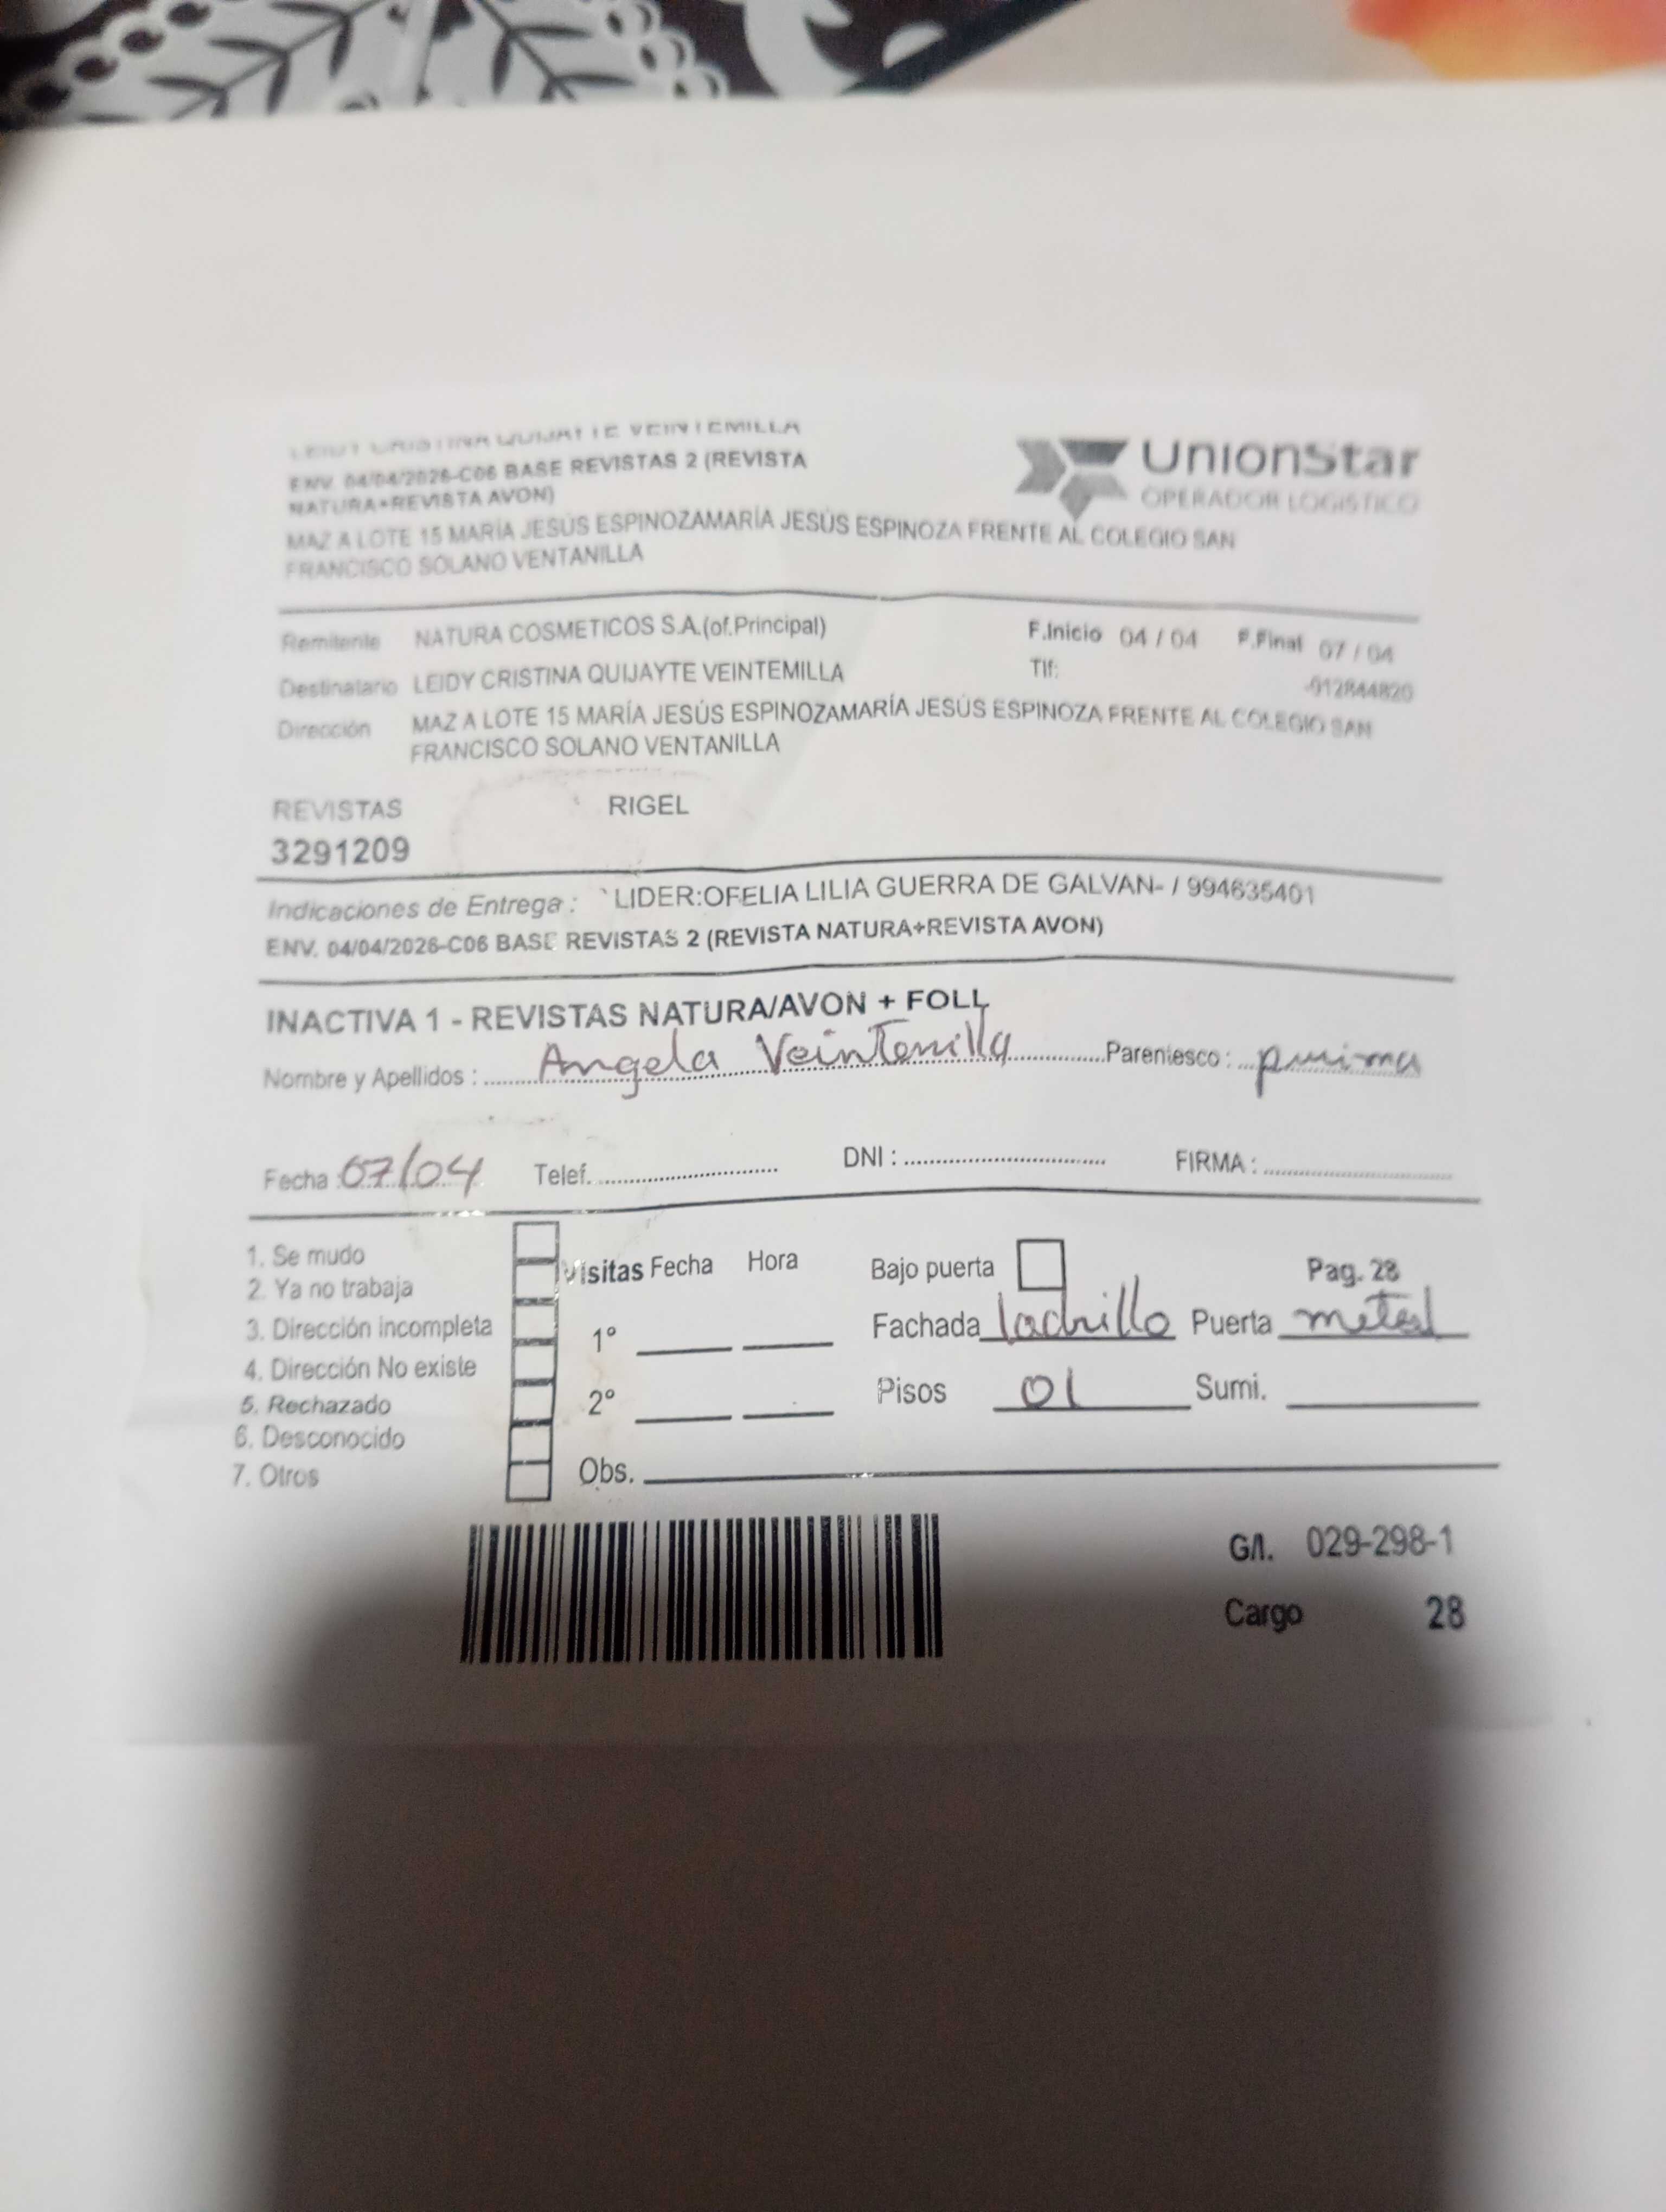 LEIDY CRISTINA QUIJAYTE VEINTEMILLA
ENV. 04/04/2026-C06 BASE REVISTAS 2 (REVISTA
NATURA+REVISTA AVON)
UnionStar
OPERADOR LOGISTICO
MAZ A LOTE 15 MARÍA JESÚS ESPINOZAMARÍA JESÚS ESPINOZA FRENTE AL COLEGIO SAN
FRANCISCO SOLANO VENTANILLA
Remitente NATURA COSMETICOS S.A.(of.Principal) F.Inicio 04 / 04 F.Final 07 / 04
Destinatario LEIDY CRISTINA QUIJAYTE VEINTEMILLA Tlf: -912844820
Dirección MAZ A LOTE 15 MARÍA JESÚS ESPINOZAMARÍA JESÚS ESPINOZA FRENTE AL COLEGIO SAN
FRANCISCO SOLANO VENTANILLA
REVISTAS RIGEL
3291209
Indicaciones de Entrega : LIDER:OFELIA LILIA GUERRA DE GALVAN- / 994635401
ENV. 04/04/2026-C06 BASE REVISTAS 2 (REVISTA NATURA+REVISTA AVON)
INACTIVA 1 - REVISTAS NATURA/AVON + FOLL
Nombre y Apellidos : Angela Veintemilla Parentesco : prima
Fecha : 07/04 Telef. DNI : FIRMA :
1. Se mudo
2. Ya no trabaja
3. Dirección incompleta
4. Dirección No existe
5. Rechazado
6. Desconocido
7. Otros
Visitas Fecha Hora
1°
2°
Obs.
Bajo puerta Pag. 28
Fachada ladrillo Puerta metal
Pisos 01 Sumi.
G/I. 029-298-1
Cargo 28